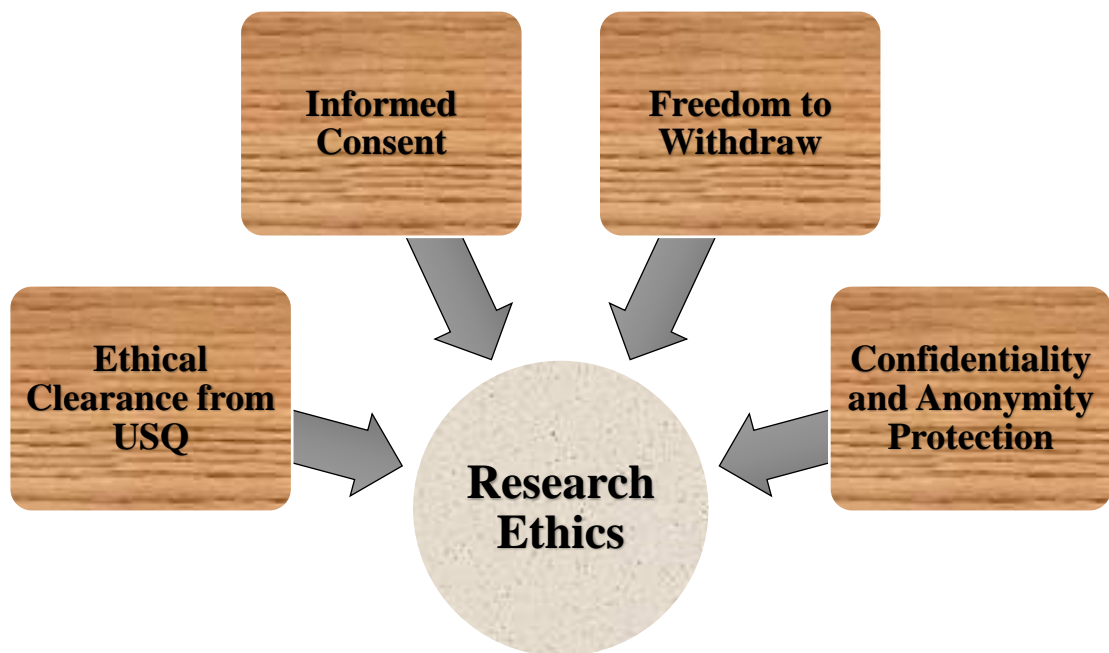 Informed
Consent
Freedom to
Withdraw
Ethical
Clearance from
USQ
Confidentiality
and Anonymity
Protection
Research
Ethics